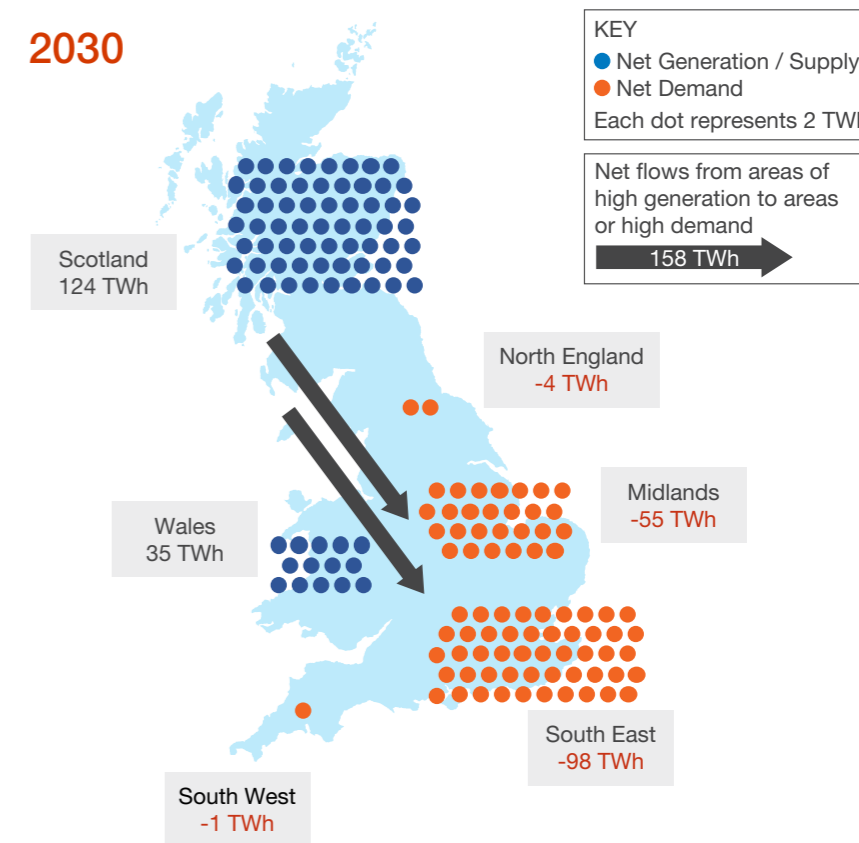 2030
KEY
Net Generation / Supply
Net Demand
Each dot represents 2 TWh
Net flows from areas of
high generation to areas
or high demand
158 TWh
Scotland
124 TWh
North England
-4 TWh
Midlands
-55 TWh
Wales
35 TWh
South East
-98 TWh
South West
-1 TWh